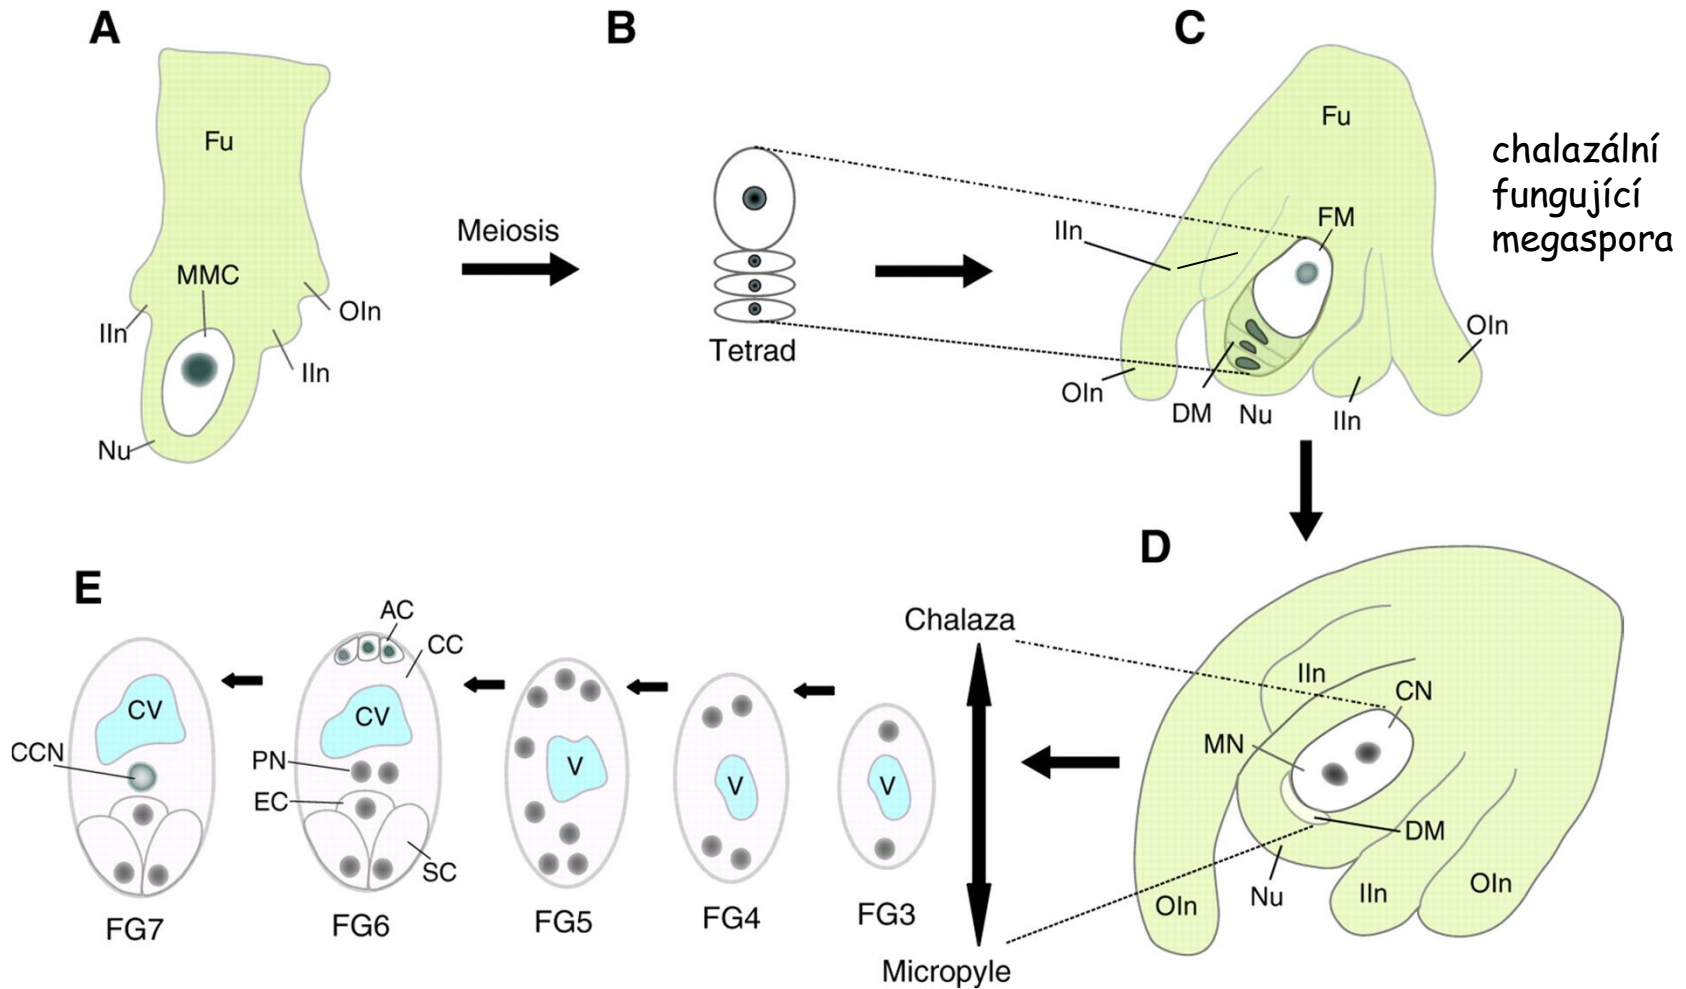 A
Fu
MMC
IIn
OIn
IIn
Nu
Meiosis
B
Tetrad
C
Fu
chalazální
fungující
megaspora
FM
IIn
OIn
OIn
DM
Nu
IIn
D
IIn
CN
MN
DM
Nu
OIn
IIn
OIn
Chalaza
Micropyle
E
CV
CCN
FG7
AC
CC
CV
PN
EC
SC
FG6
V
FG5
V
FG4
V
FG3